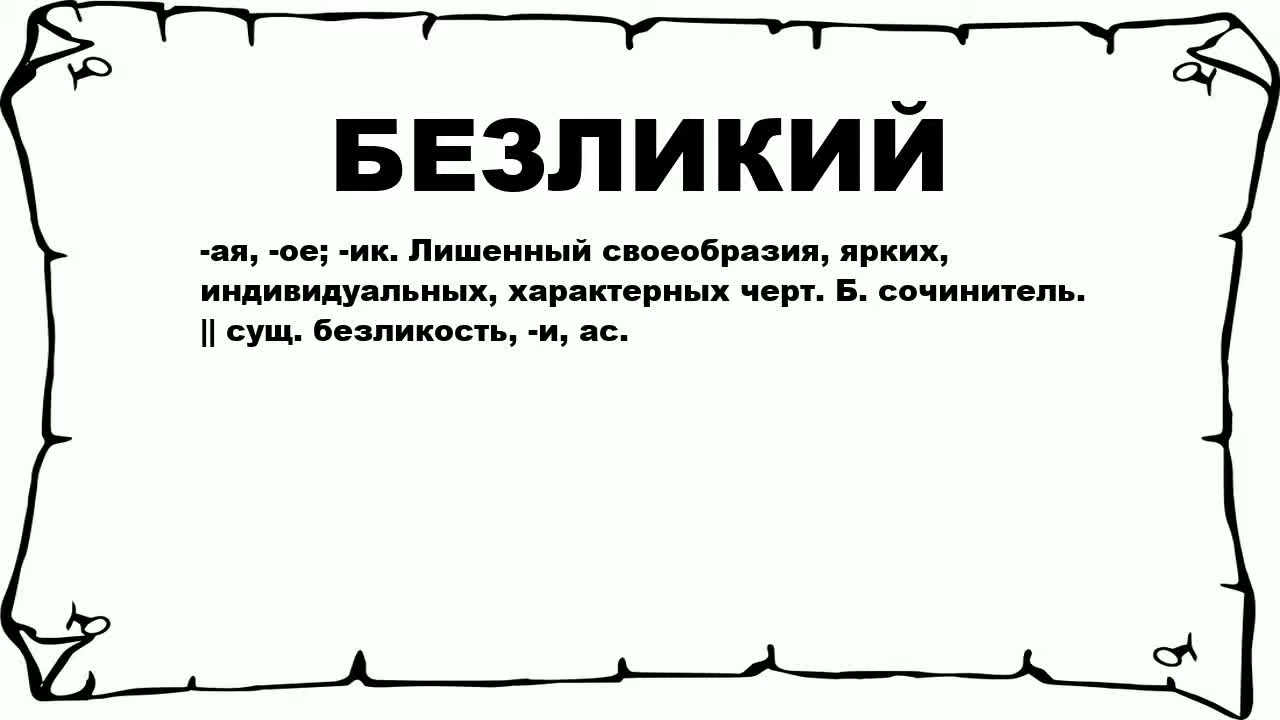 БЕЗЛИКИЙ
-ая, -ое; -ик. Лишенный своеобразия, ярких,
индивидуальных, характерных черт. Б. сочинитель.
|| сущ. безликость, -и, ас.